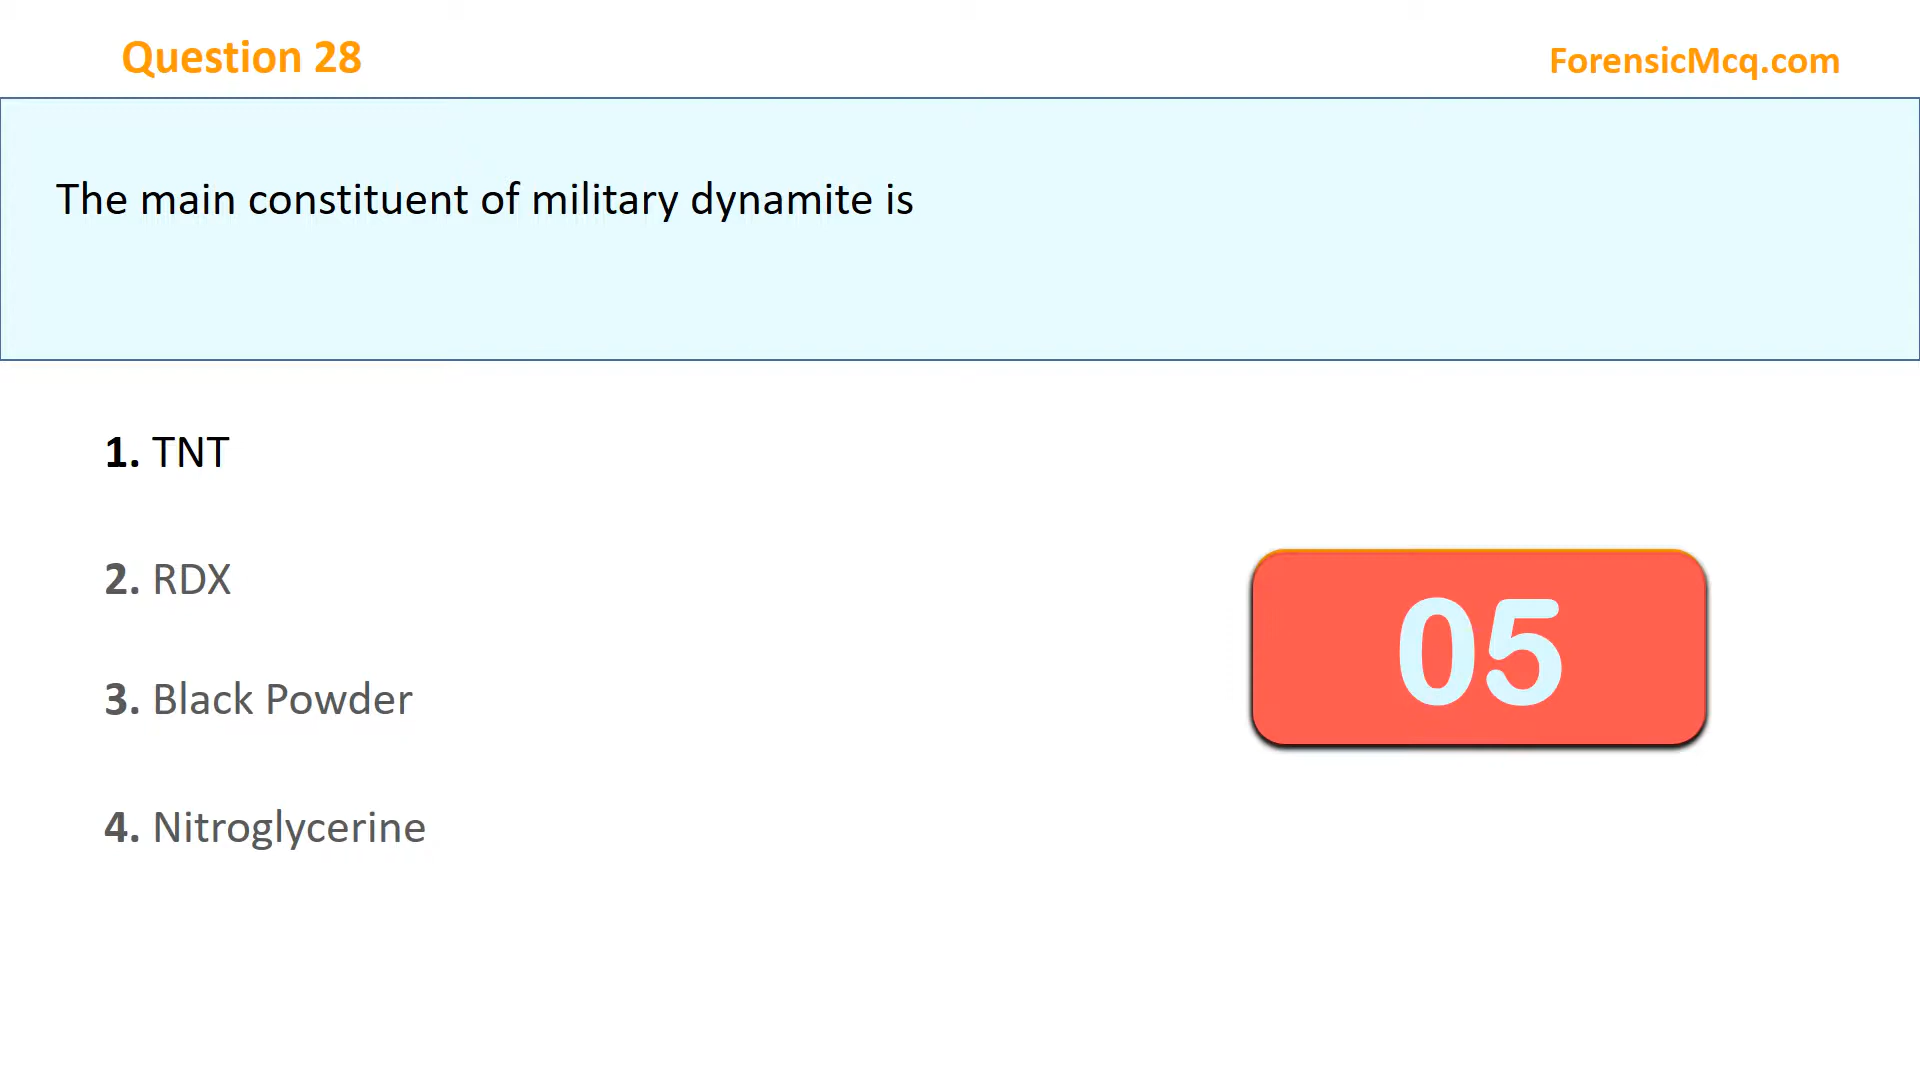 Question 28
ForensicMcq.com
The main constituent of military dynamite is
1. TNT
2. RDX
3. Black Powder
4. Nitroglycerine
05